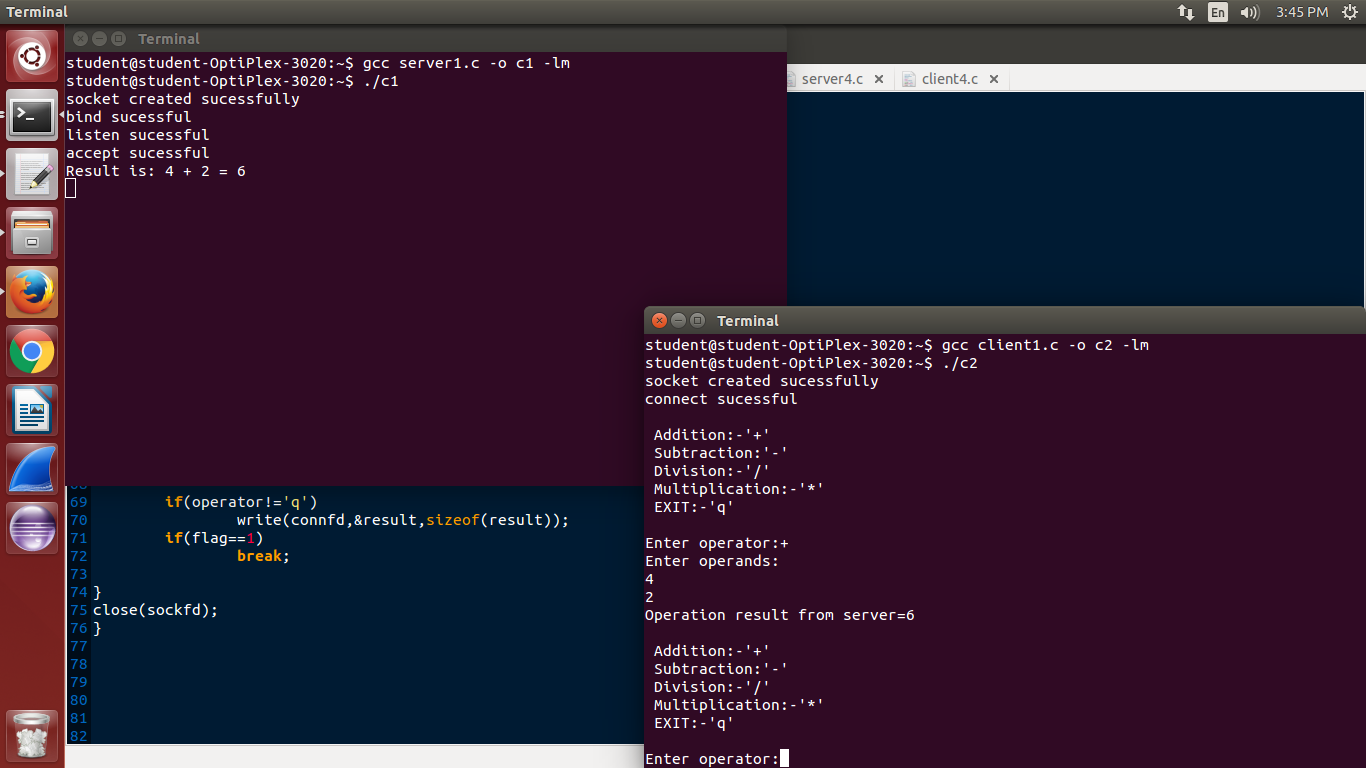 Terminal
En
3:45 PM
Terminal
student@student-OptiPlex-3020:~$ gcc server1.c -o c1 -lm
student@student-OptiPlex-3020:~$ ./c1
socket created sucessfully
bind sucessful
listen sucessful
accept sucessful
Result is: 4 + 2 = 6
server4.c ×
client4.c ×
69 if(operator!='q')
70 write(connfd,&result,sizeof(result));
71 if(flag==1)
72 break;
73
74 }
75 close(sockfd);
76 }
77
78
79
80
81
82
Terminal
student@student-OptiPlex-3020:~$ gcc client1.c -o c2 -lm
student@student-OptiPlex-3020:~$ ./c2
socket created sucessfully
connect sucessful
Addition:-'+'
Subtraction:'-'
Division:-'/'
Multiplication:-'*'
EXIT:-'q'
Enter operator:+
Enter operands:
4
2
Operation result from server=6
Addition:-'+'
Subtraction:'-'
Division:-'/'
Multiplication:-'*'
EXIT:-'q'
Enter operator: